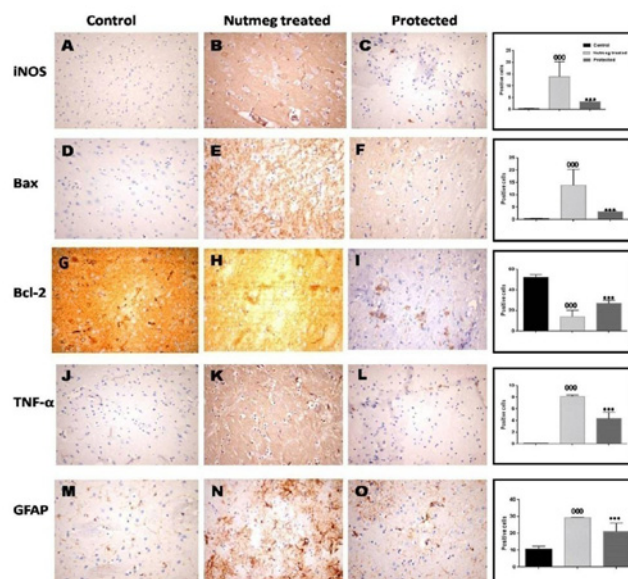 Control Nutmeg treated Protected
iNOS
A B C
Control
Nutmeg treated
Protected
Positive cells
Bax
D E F
Positive cells
Bcl-2
G H I
Positive cells
TNF-α
J K L
Positive cells
GFAP
M N O
Positive cells